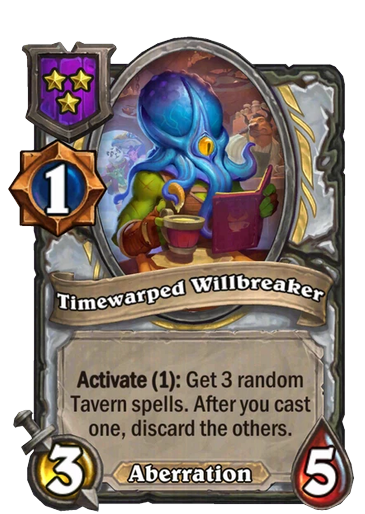 1
Timewarped Willbreaker
Activate (1): Get 3 random
Tavern spells. After you cast
one, discard the others.
3
Aberration
5